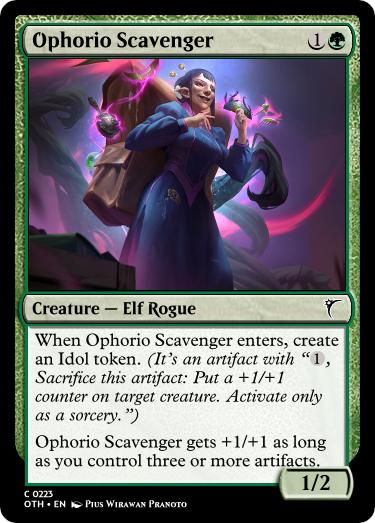 Ophorio Scavenger 1
Creature — Elf Rogue
When Ophorio Scavenger enters, create
an Idol token. (It's an artifact with “1,
Sacrifice this artifact: Put a +1/+1
counter on target creature. Activate only
as a sorcery.”)
Ophorio Scavenger gets +1/+1 as long
as you control three or more artifacts.
1/2
C 0223
OTH • EN Pius Wirawan Pranoto